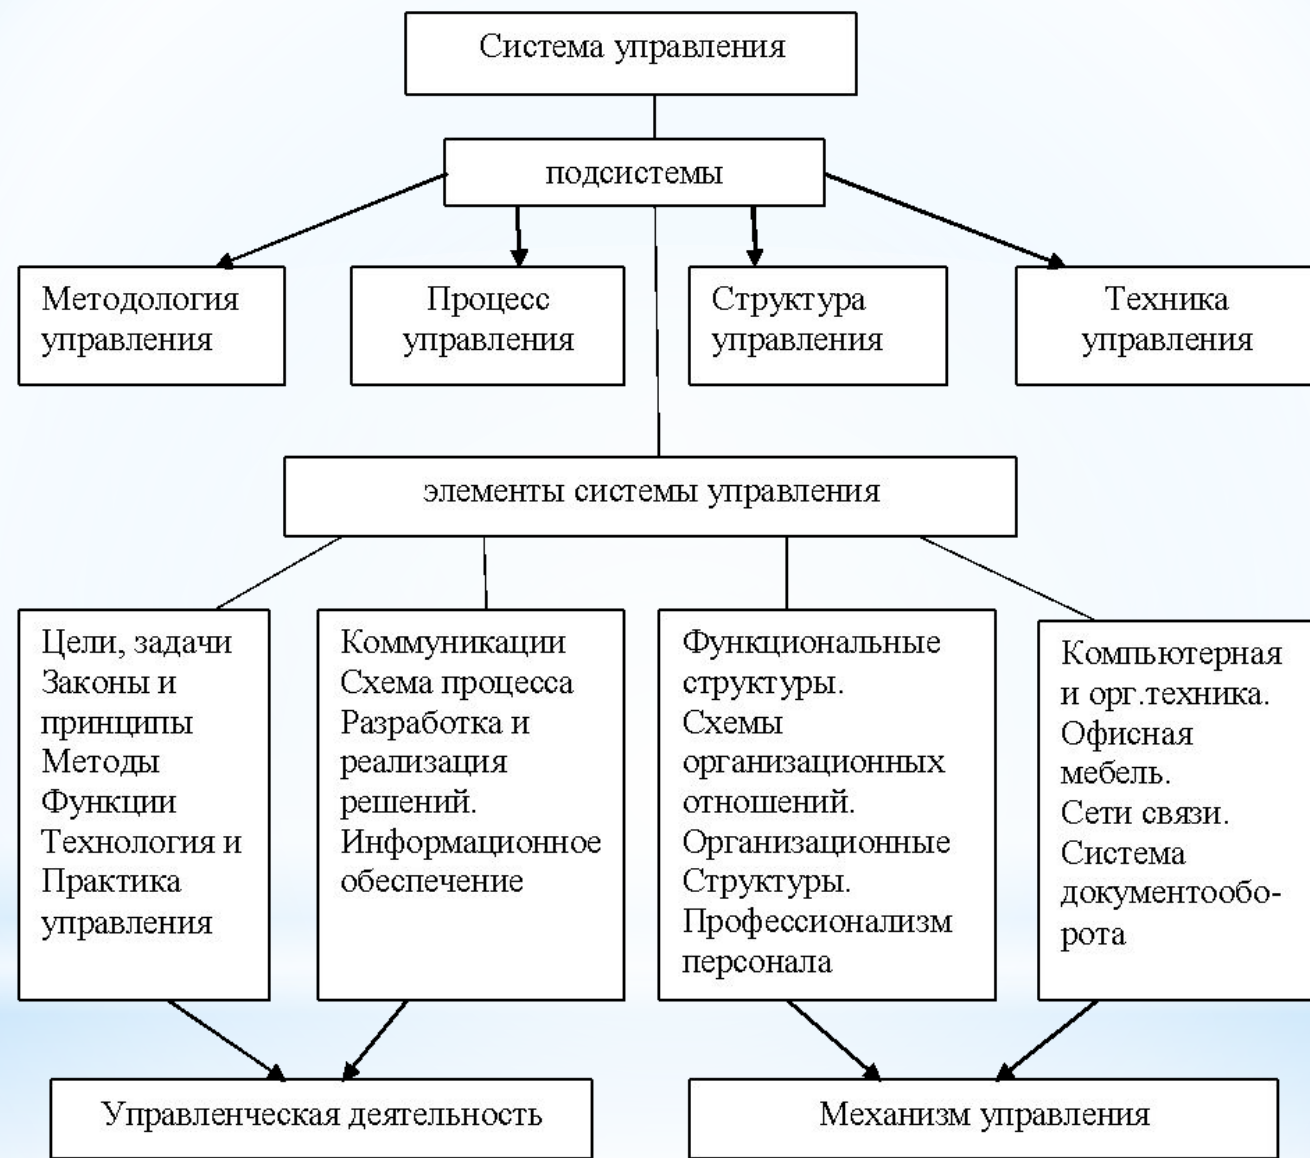 Система управления
подсистемы
Методология
управления
Процесс
управления
Структура
управления
Техника
управления
элементы системы управления
Цели, задачи
Законы и
принципы
Методы
Функции
Технология и
Практика
управления
Коммуникации
Схема процесса
Разработка и
реализация
решений.
Информационное
обеспечение
Функциональные
структуры.
Схемы
организационных
отношений.
Организационные
Структуры.
Профессионализм
персонала
Компьютерная
и орг.техника.
Офисная
мебель.
Сети связи.
Система
документообо-
рота
Управленческая деятельность
Механизм управления